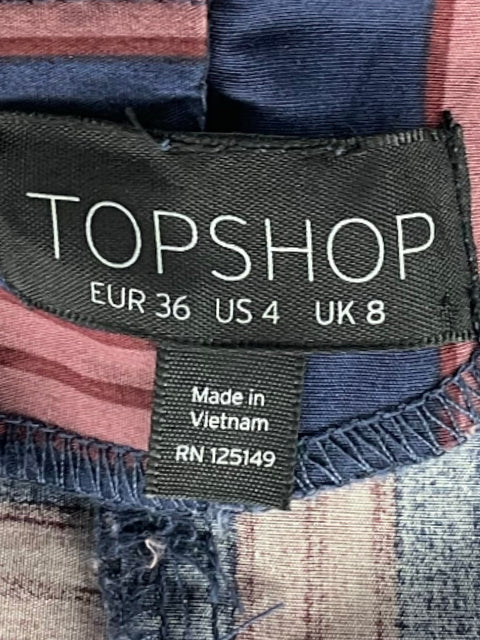 TOPSHOP
EUR 36 US 4 UK 8
Made in
Vietnam
RN 125149